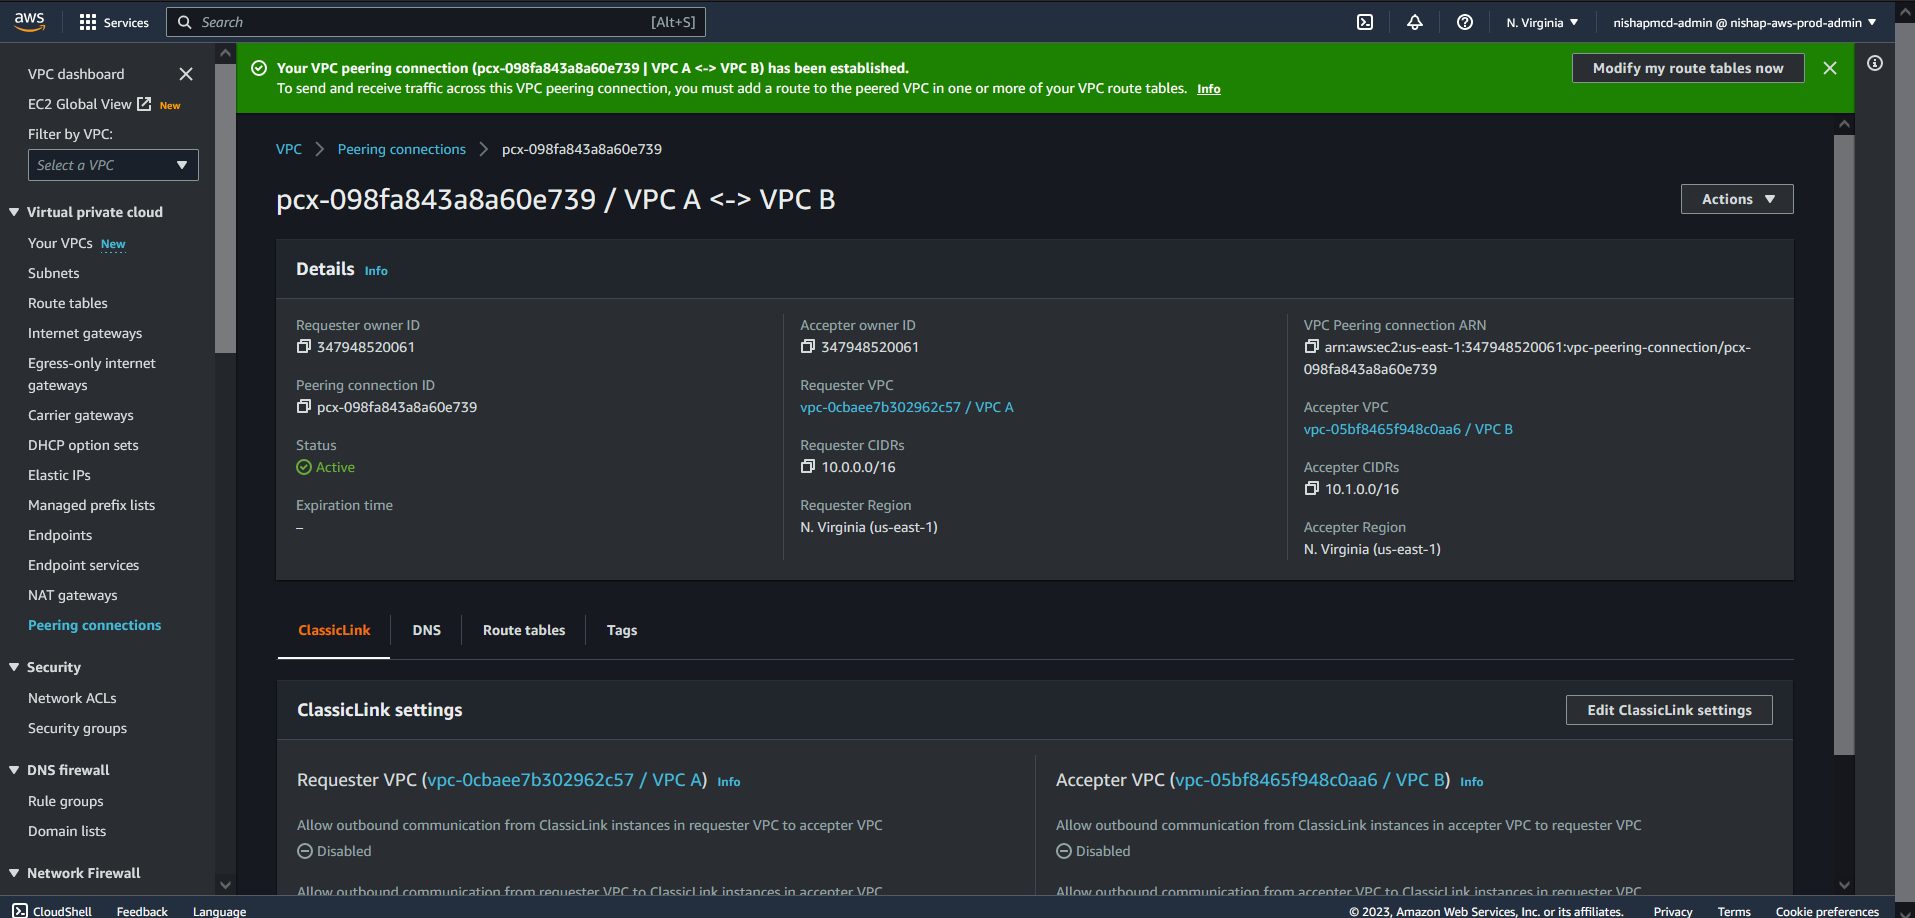 aws
Services
Search
[Alt+S]
N. Virginia
nishapmcd-admin @ nishap-aws-prod-admin
VPC dashboard
EC2 Global View New
Filter by VPC:
Select a VPC
Virtual private cloud
Your VPCs New
Subnets
Route tables
Internet gateways
Egress-only internet
gateways
Carrier gateways
DHCP option sets
Elastic IPs
Managed prefix lists
Endpoints
Endpoint services
NAT gateways
Peering connections
Security
Network ACLs
Security groups
DNS firewall
Rule groups
Domain lists
Network Firewall
Your VPC peering connection (pcx-098fa843a8a60e739 | VPC A <-> VPC B) has been established.
To send and receive traffic across this VPC peering connection, you must add a route to the peered VPC in one or more of your VPC route tables. Info
Modify my route tables now
VPC Peering connections pcx-098fa843a8a60e739
pcx-098fa843a8a60e739 / VPC A <-> VPC B
Actions
Details Info
Requester owner ID
347948520061
Peering connection ID
pcx-098fa843a8a60e739
Status
Active
Expiration time
–
Accepter owner ID
347948520061
Requester VPC
vpc-0cbaee7b302962c57 / VPC A
Requester CIDRs
10.0.0.0/16
Requester Region
N. Virginia (us-east-1)
VPC Peering connection ARN
arn:aws:ec2:us-east-1:347948520061:vpc-peering-connection/pcx-
098fa843a8a60e739
Accepter VPC
vpc-05bf8465f948c0aa6 / VPC B
Accepter CIDRs
10.1.0.0/16
Accepter Region
N. Virginia (us-east-1)
ClassicLink
DNS
Route tables
Tags
ClassicLink settings
Edit ClassicLink settings
Requester VPC (vpc-0cbaee7b302962c57 / VPC A) Info
Allow outbound communication from ClassicLink instances in requester VPC to accepter VPC
Disabled
Allow outbound communication from requester VPC to ClassicLink instances in accepter VPC
Accepter VPC (vpc-05bf8465f948c0aa6 / VPC B) Info
Allow outbound communication from ClassicLink instances in accepter VPC to requester VPC
Disabled
Allow outbound communication from accepter VPC to ClassicLink instances in requester VPC
CloudShell
Feedback
Language
© 2023, Amazon Web Services, Inc. or its affiliates.
Privacy
Terms
Cookie preferences